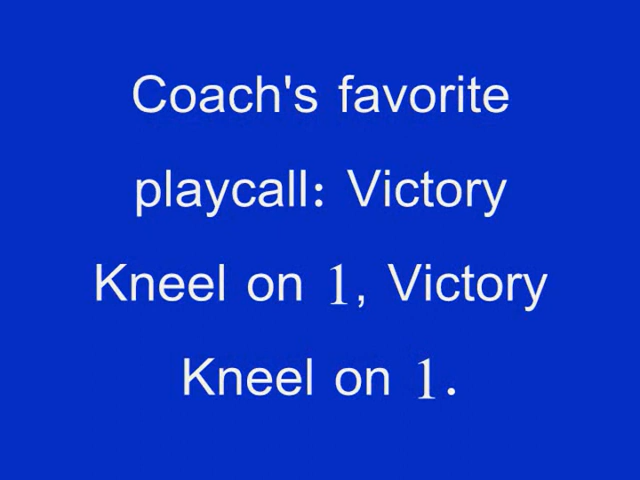 Coach's favorite
playcall: Victory
Kneel on 1, Victory
Kneel on 1.